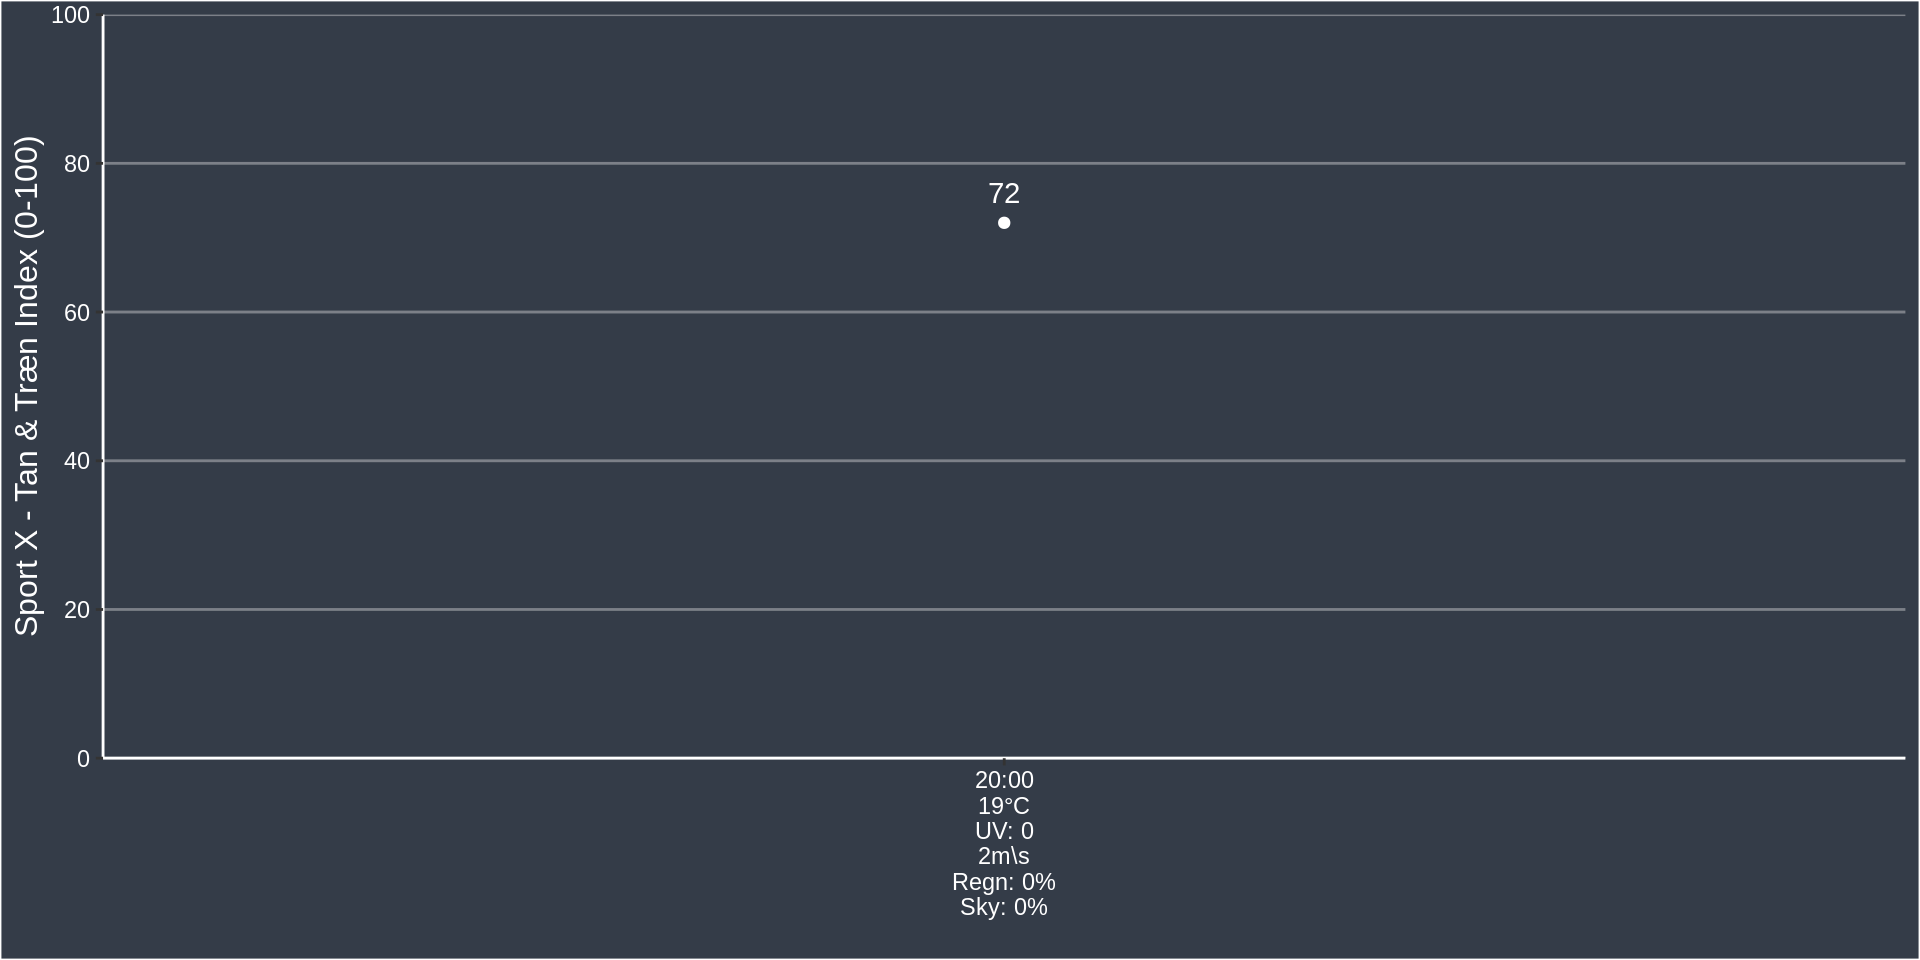 Sport X - Tan & Træn Index (0-100)
100
80
60
40
20
0
72
20:00
19°C
UV: 0
2m\s
Regn: 0%
Sky: 0%